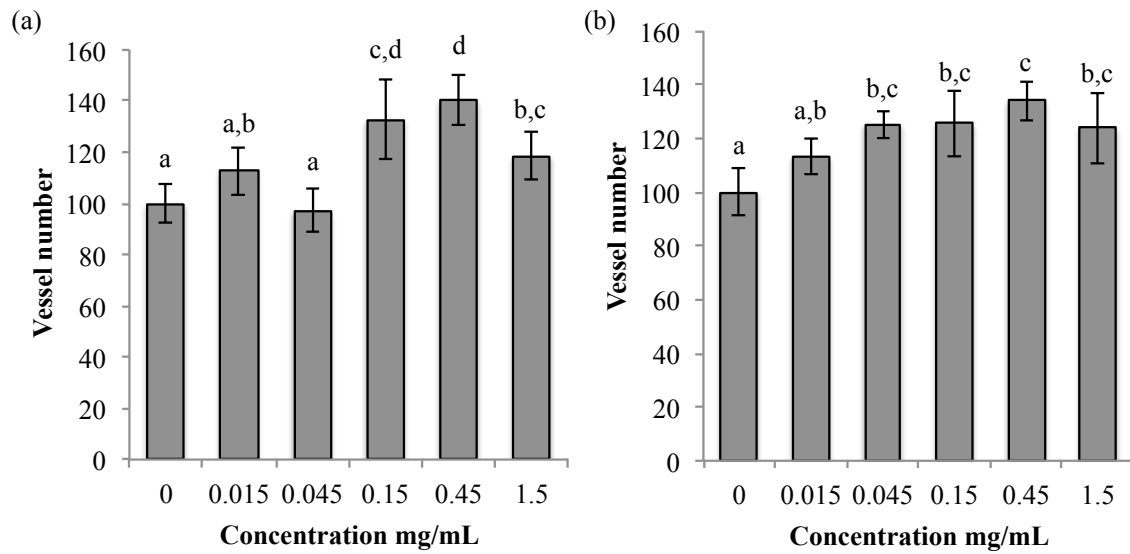 (a)
Vessel number
160
140
120
100
80
60
40
20
0
a
a,b
a
c,d
d
b,c
0 0.015 0.045 0.15 0.45 1.5
Concentration mg/mL
(b)
Vessel number
160
140
120
100
80
60
40
20
0
a
a,b
b,c
b,c
c
b,c
0 0.015 0.045 0.15 0.45 1.5
Concentration mg/mL